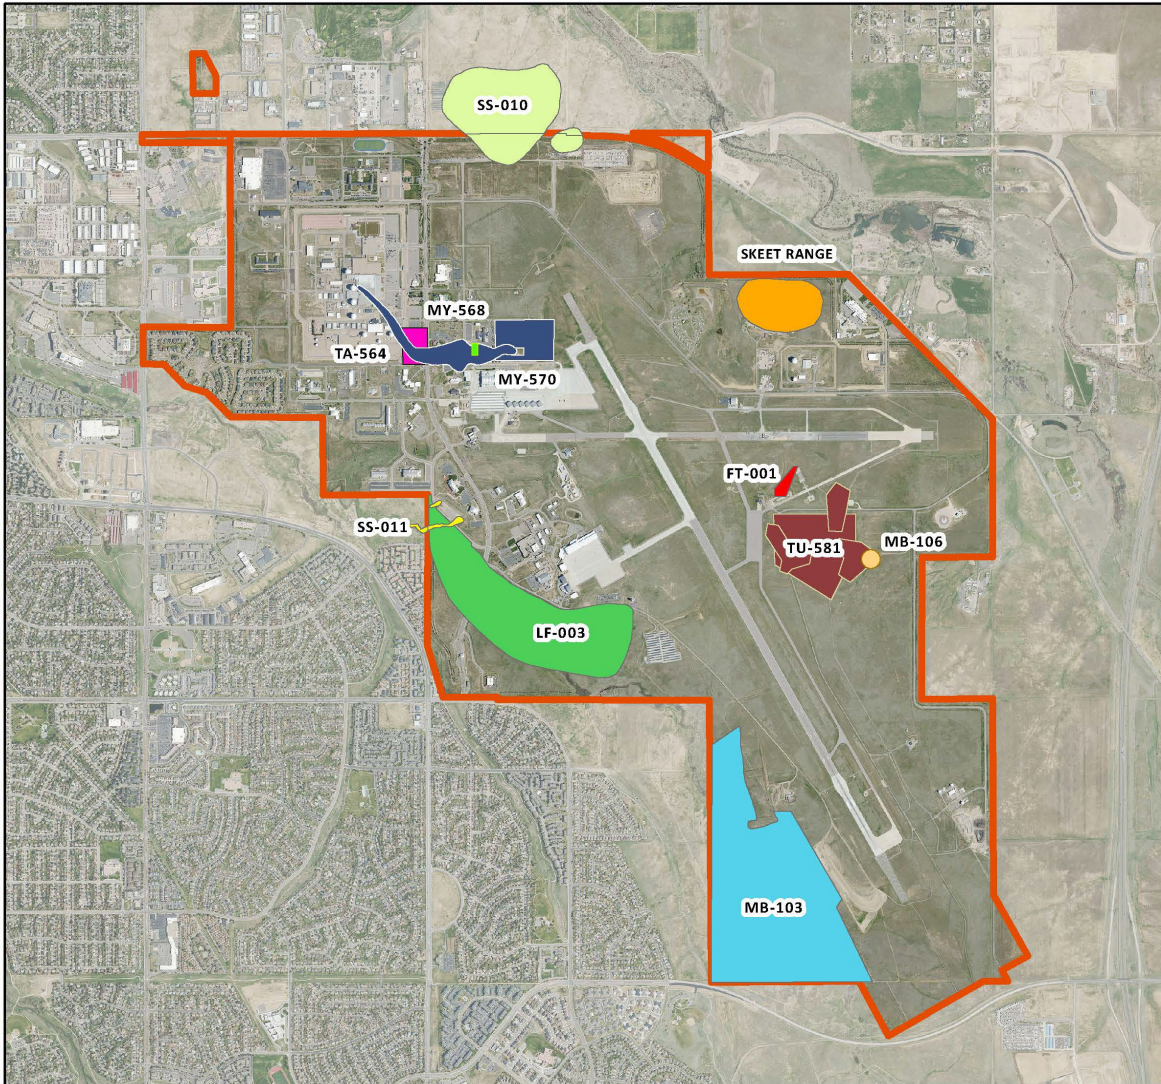 SS-010
SKEET RANGE
MY-568
TA-564
MY-570
FT-001
SS-011
MB-106
TU-581
LF-003
MB-103